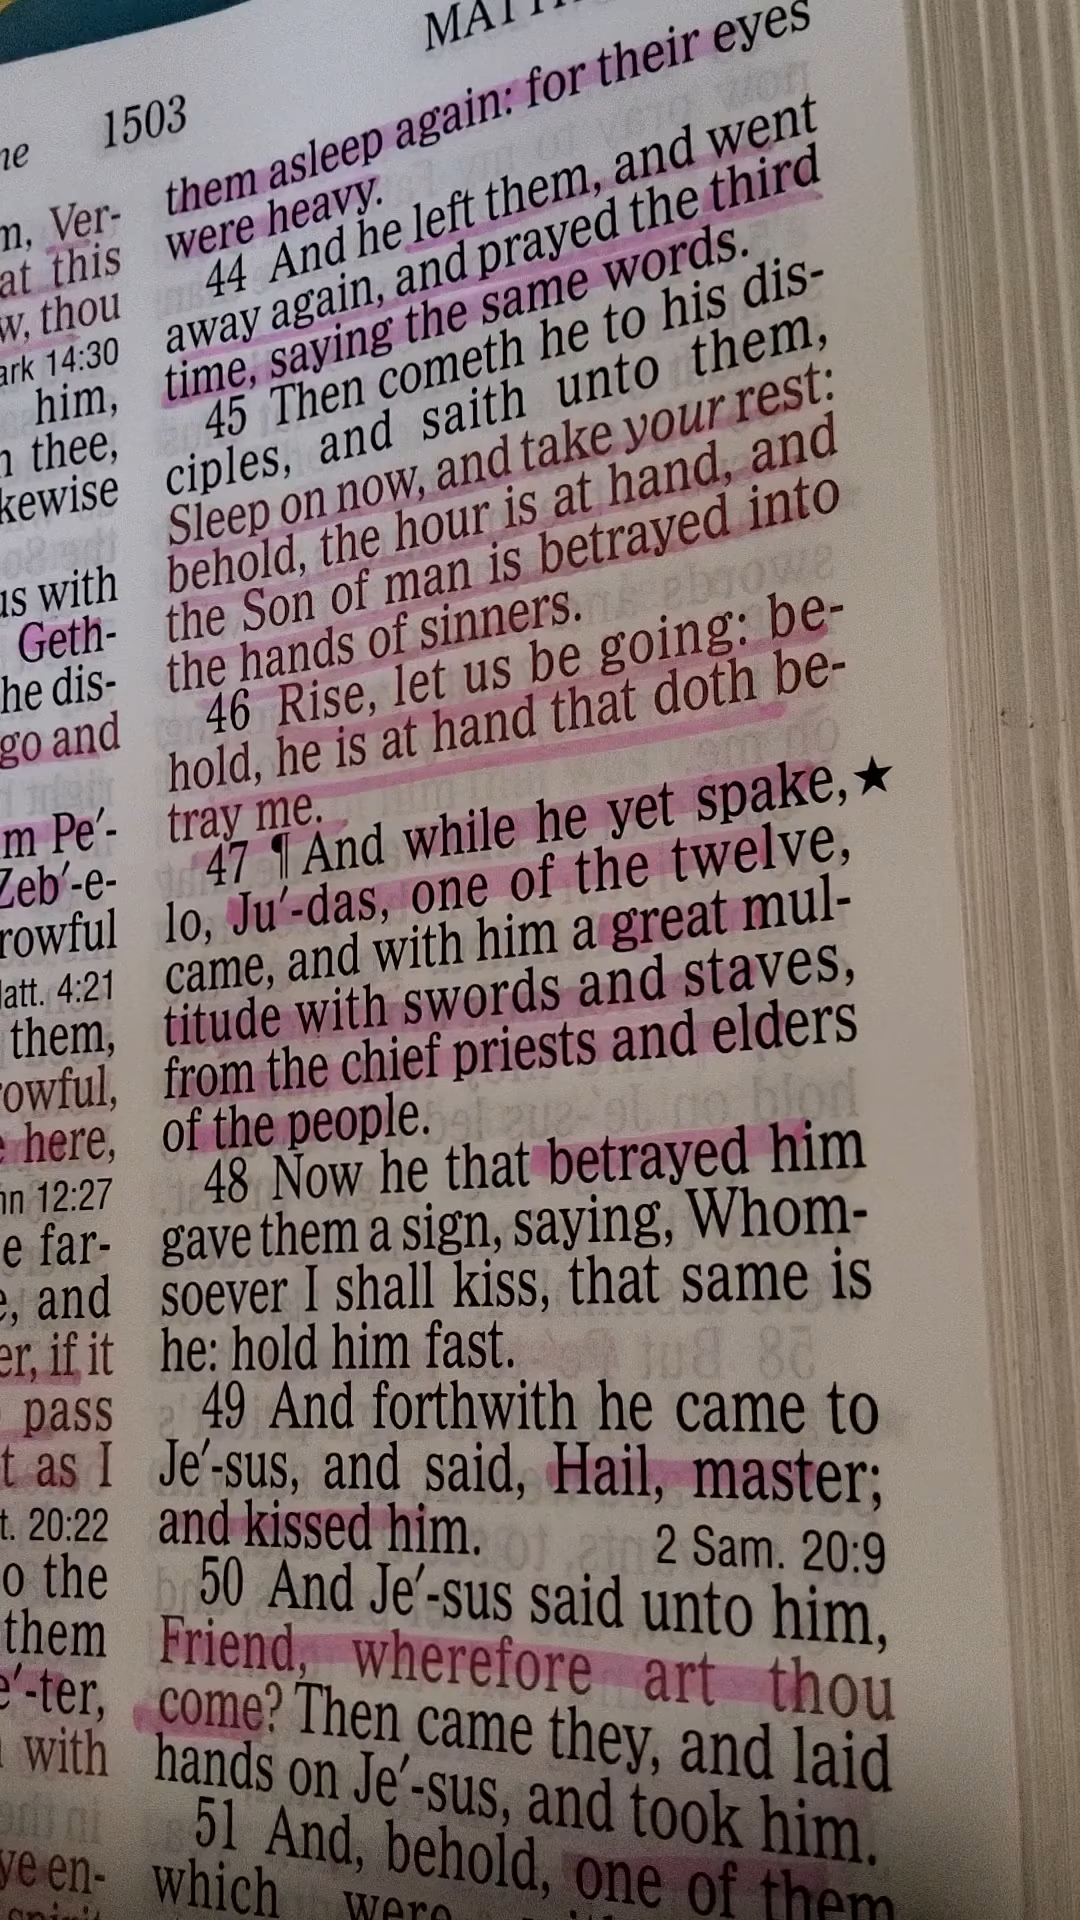 1503
ne
m, Ver-
at this
w, thou
ark 14:30
him,
thee,
kewise
us with
Geth-
he dis-
go and
m Pe′-
Zeb′-e-
rowful
Matt. 4:21
them,
rowful,
here,
hn 12:27
e far-
, and
er, if it
pass
t as I
t. 20:22
o the
them
e′-ter,
with
ye en-
them asleep again: for their eyes
were heavy.
44 And he left them, and went
away again, and prayed the third
time, saying the same words.
45 Then cometh he to his dis-
ciples, and saith unto them,
Sleep on now, and take your rest:
behold, the hour is at hand, and
the Son of man is betrayed into
the hands of sinners.
46 Rise, let us be going: be-
hold, he is at hand that doth be-
tray me.
47 ¶ And while he yet spake,★
lo, Ju′-das, one of the twelve,
came, and with him a great mul-
titude with swords and staves,
from the chief priests and elders
of the people.
48 Now he that betrayed him
gave them a sign, saying, Whom-
soever I shall kiss, that same is
he: hold him fast.
49 And forthwith he came to
Je′-sus, and said, Hail, master;
and kissed him. 2 Sam. 20:9
50 And Je′-sus said unto him,
Friend, wherefore art thou
come? Then came they, and laid
hands on Je′-sus, and took him.
51 And, behold, one of them
which were